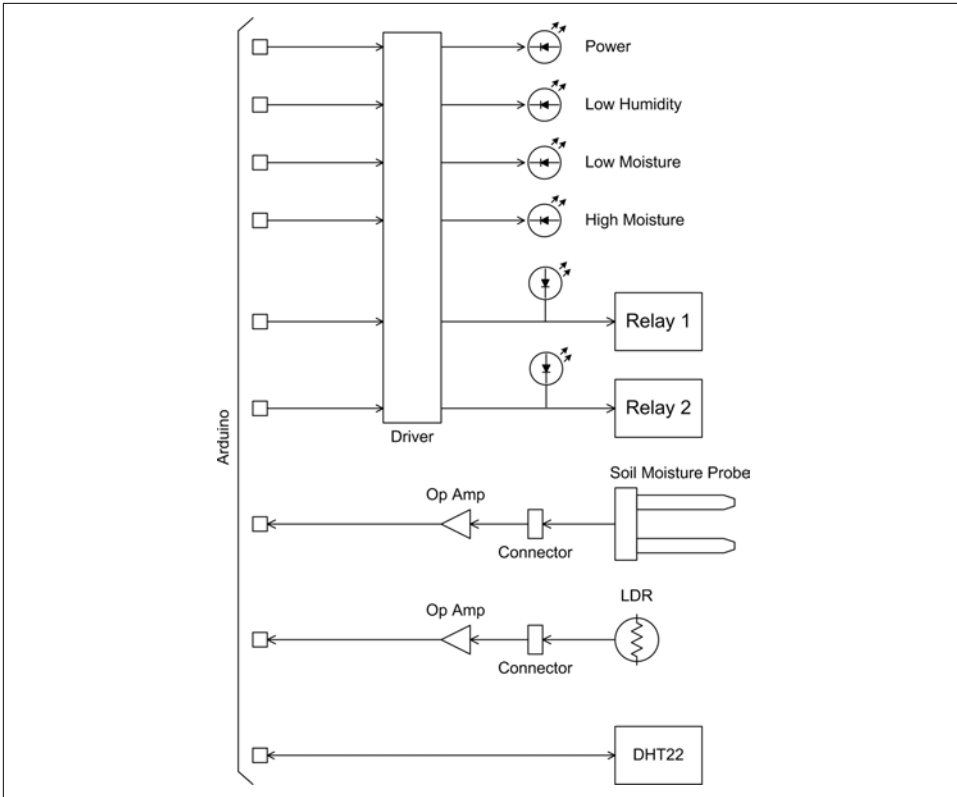 Power
Low Humidity
Low Moisture
High Moisture
Relay 1
Relay 2
Driver
Arduino
Soil Moisture Probe
Op Amp
Connector
LDR
Op Amp
Connector
DHT22